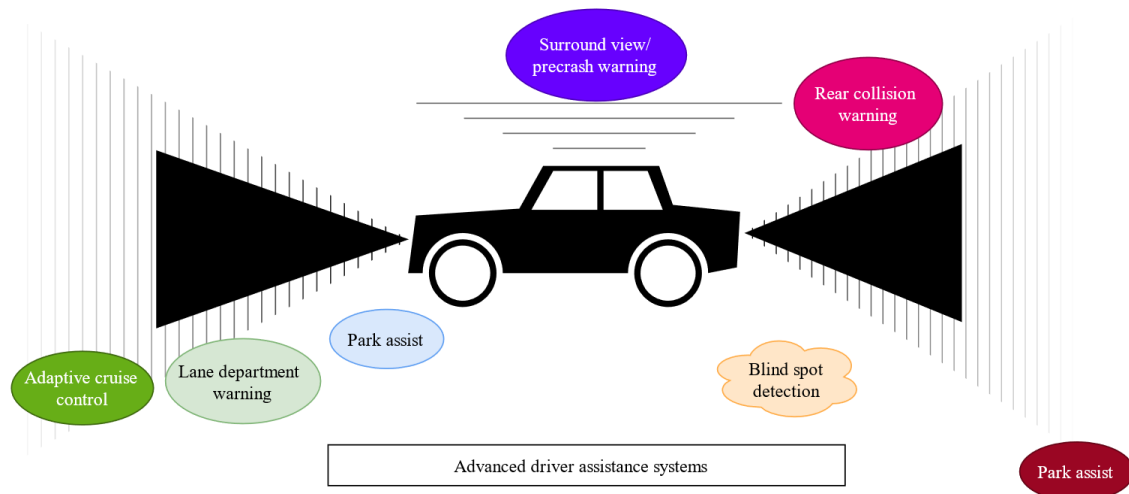 Surround view/
precrash warning
Rear collision
warning
Park assist
Adaptive cruise
control
Lane department
warning
Blind spot
detection
Advanced driver assistance systems
Park assist